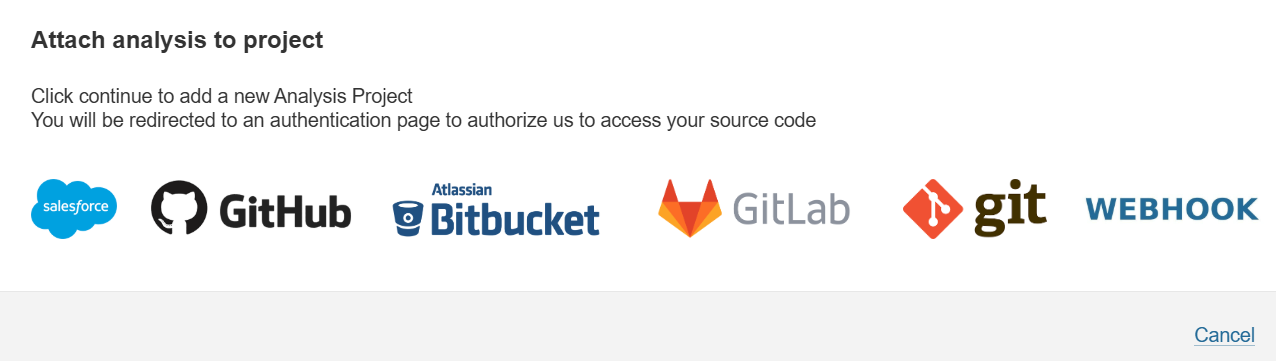 Attach analysis to project
Click continue to add a new Analysis Project
You will be redirected to an authentication page to authorize us to access your source code
salesforce
GitHub
Atlassian
Bitbucket
GitLab
git
WEBHOOK
Cancel